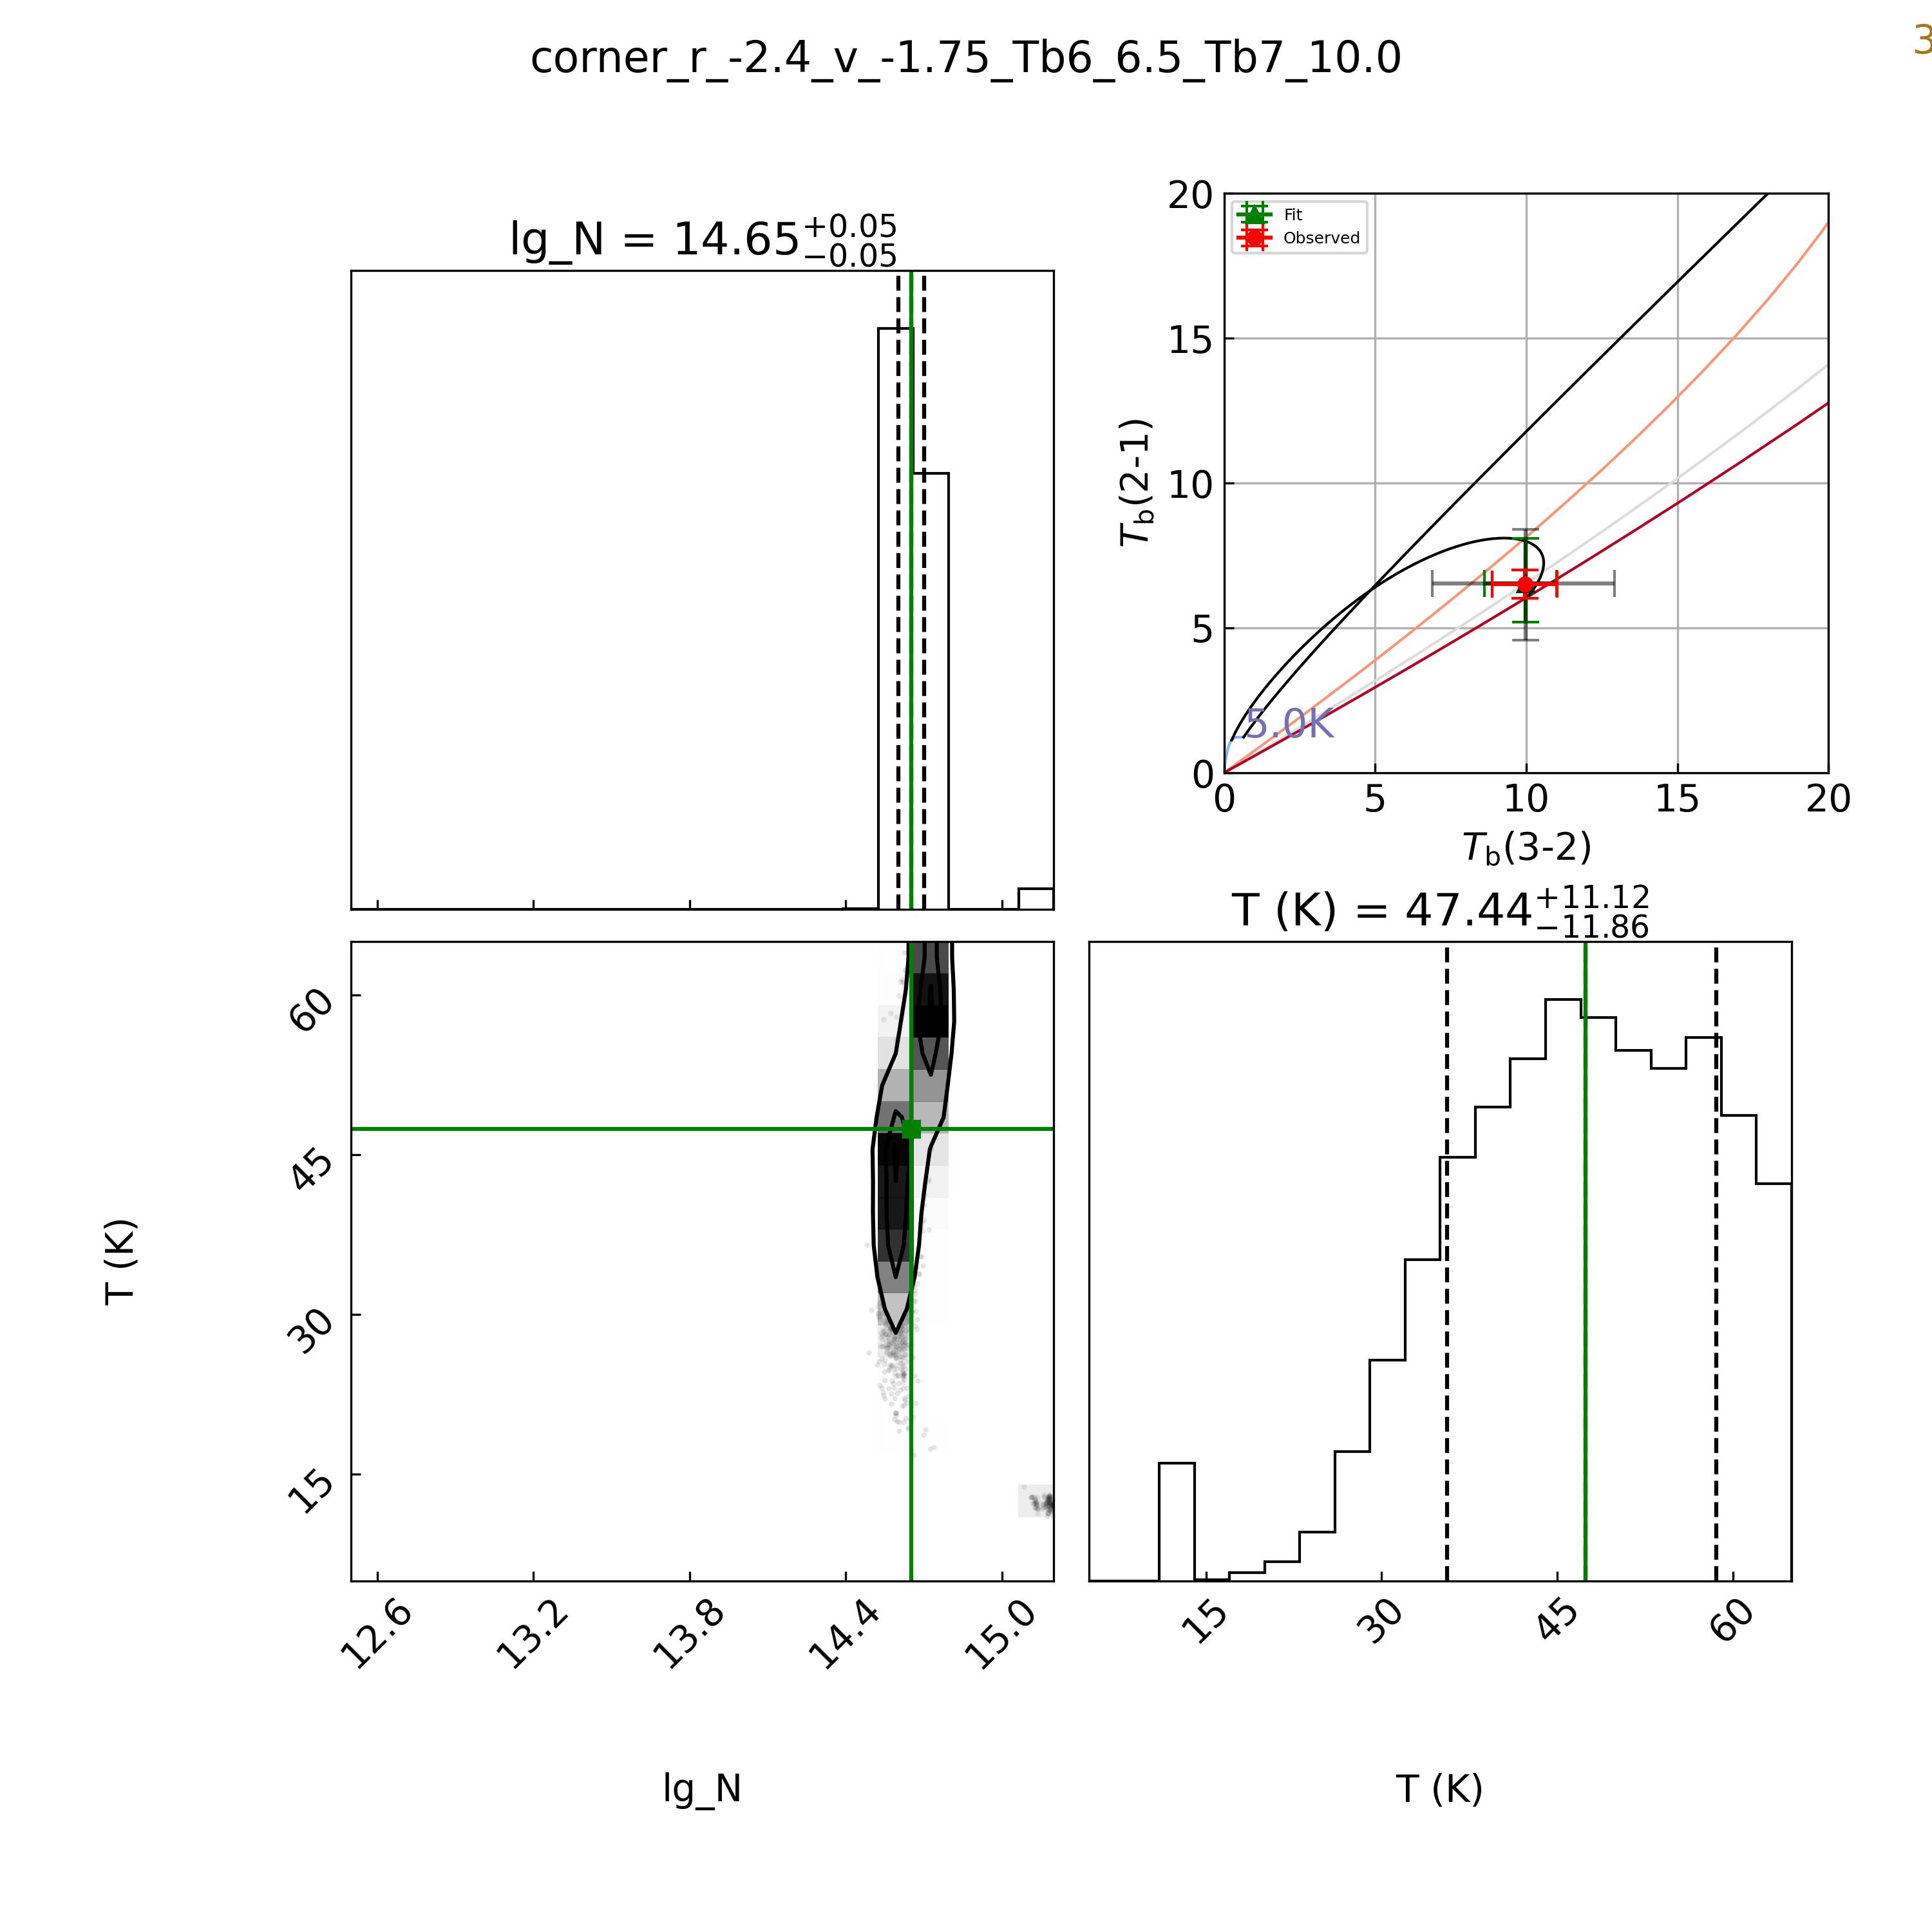 corner_r_-2.4_v_-1.75_Tb6_6.5_Tb7_10.0
3
lg_N = 14.65+0.05−0.05
20
15
10
5
0
Tb(2-1)
Fit
Observed
5.0K
0 5 10 15 20
Tb(3-2)
T (K) = 47.44+11.12−11.86
60
45
30
15
T (K)
12.6 13.2 13.8 14.4 15.0
lg_N
15 30 45 60
T (K)